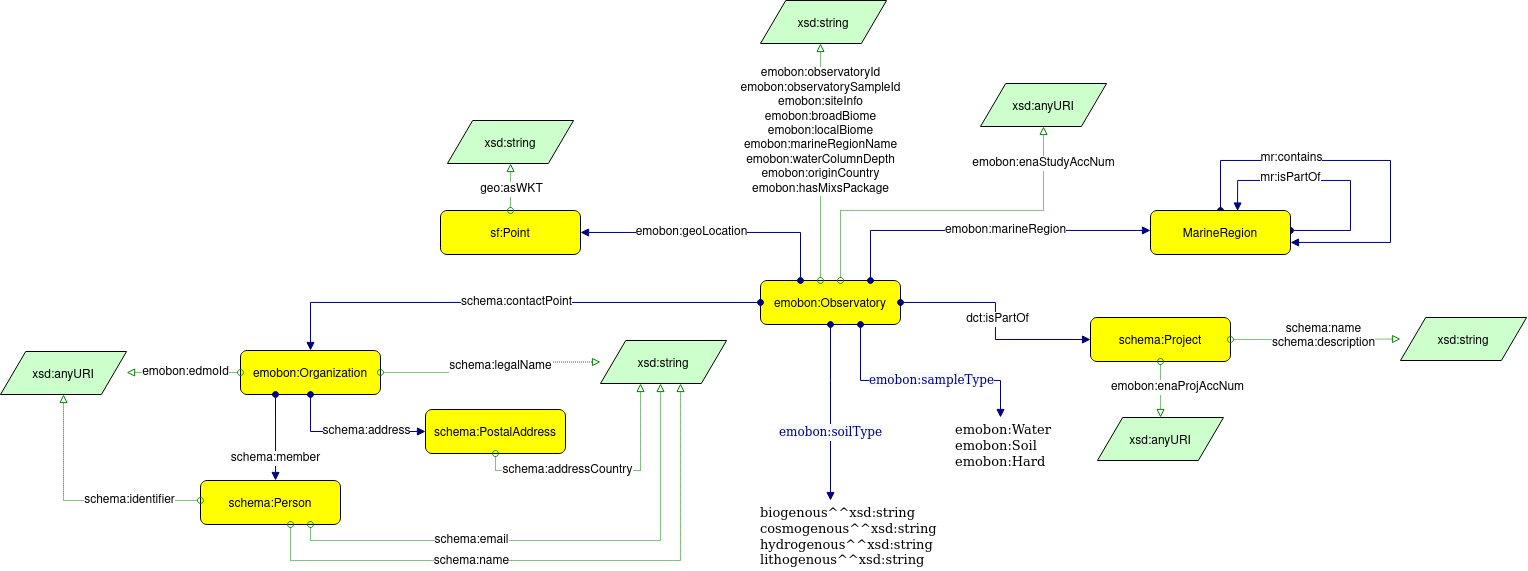 xsd:string
emobon:observatoryId
emobon:observatorySampleId
emobon:siteInfo
emobon:broadBiome
emobon:localBiome
emobon:marineRegionName
emobon:waterColumnDepth
emobon:originCountry
emobon:hasMixsPackage
xsd:anyURI
emobon:enaStudyAccNum
xsd:string
geo:asWKT
sf:Point
emobon:geoLocation
emobon:marineRegion
mr:contains
mr:isPartOf
MarineRegion
emobon:Observatory
schema:contactPoint
dct:isPartOf
schema:Project
schema:name
schema:description
xsd:string
emobon:enaProjAccNum
xsd:anyURI
xsd:anyURI
emobon:edmoId
emobon:Organization
schema:legalName
xsd:string
schema:address
schema:PostalAddress
schema:addressCountry
schema:member
schema:identifier
schema:Person
schema:email
schema:name
emobon:sampleType
emobon:Water
emobon:Soil
emobon:Hard
emobon:soilType
biogenous^^xsd:string
cosmogenous^^xsd:string
hydrogenous^^xsd:string
lithogenous^^xsd:string